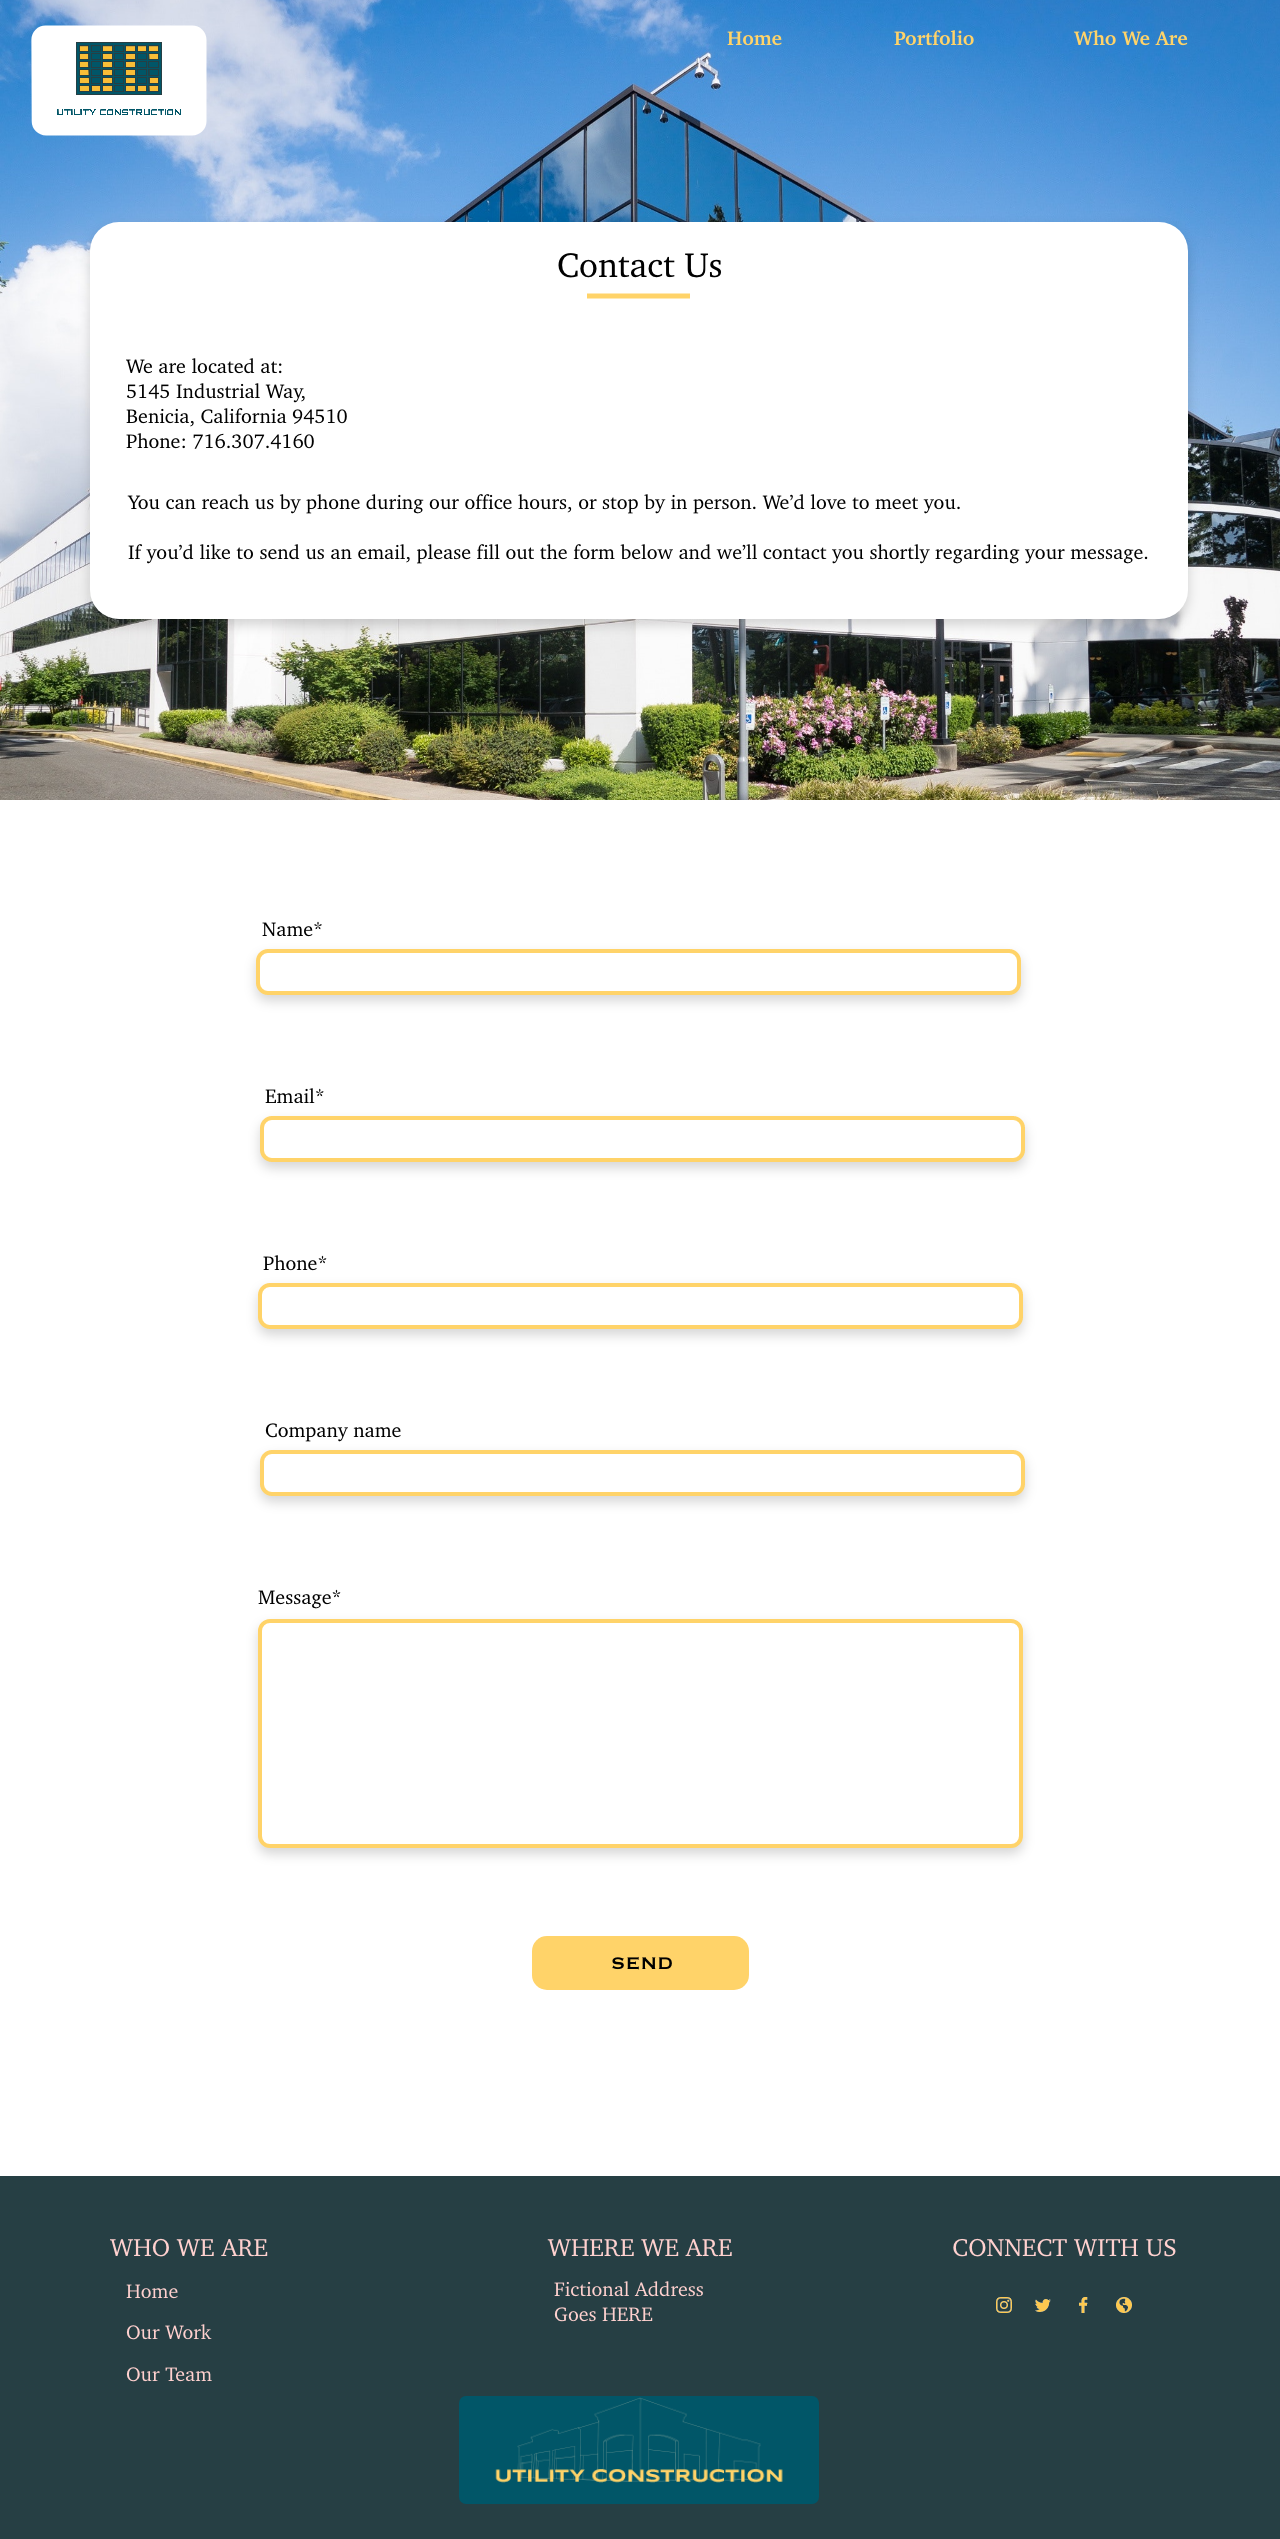 UTILITY CONSTRUCTION
Home
Portfolio
Who We Are
Contact Us
We are located at:
5145 Industrial Way,
Benicia, California 94510
Phone: 716.307.4160
You can reach us by phone during our office hours, or stop by in person. We’d love to meet you.
If you’d like to send us an email, please fill out the form below and we’ll contact you shortly regarding your message.
Name*
Email*
Phone*
Company name
Message*
SEND
WHO WE ARE
Home
Our Work
Our Team
WHERE WE ARE
Fictional Address
Goes HERE
CONNECT WITH US
UTILITY CONSTRUCTION